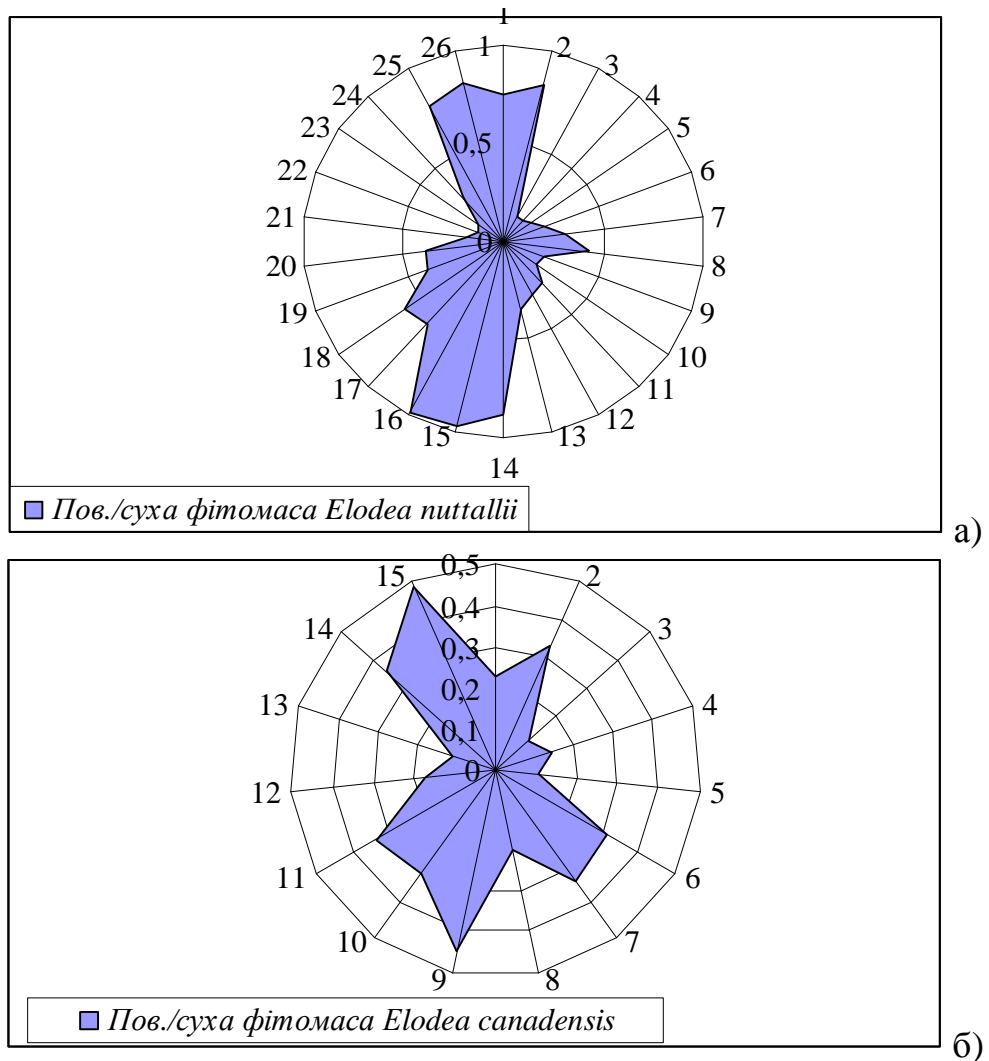 1
26 1 2
25 3
24 4
23 0,5 5
22 6
21 7
20 0 8
19 9
18 10
17 11
16 12
15 13
14
Пов./суха фітомаса Elodea nuttallii
а)
15 0,5 2
14 0,4 3
0,3
13 0,2 4
0,1
12 0 5
11 6
10 7
9 8
Пов./суха фітомаса Elodea canadensis
б)